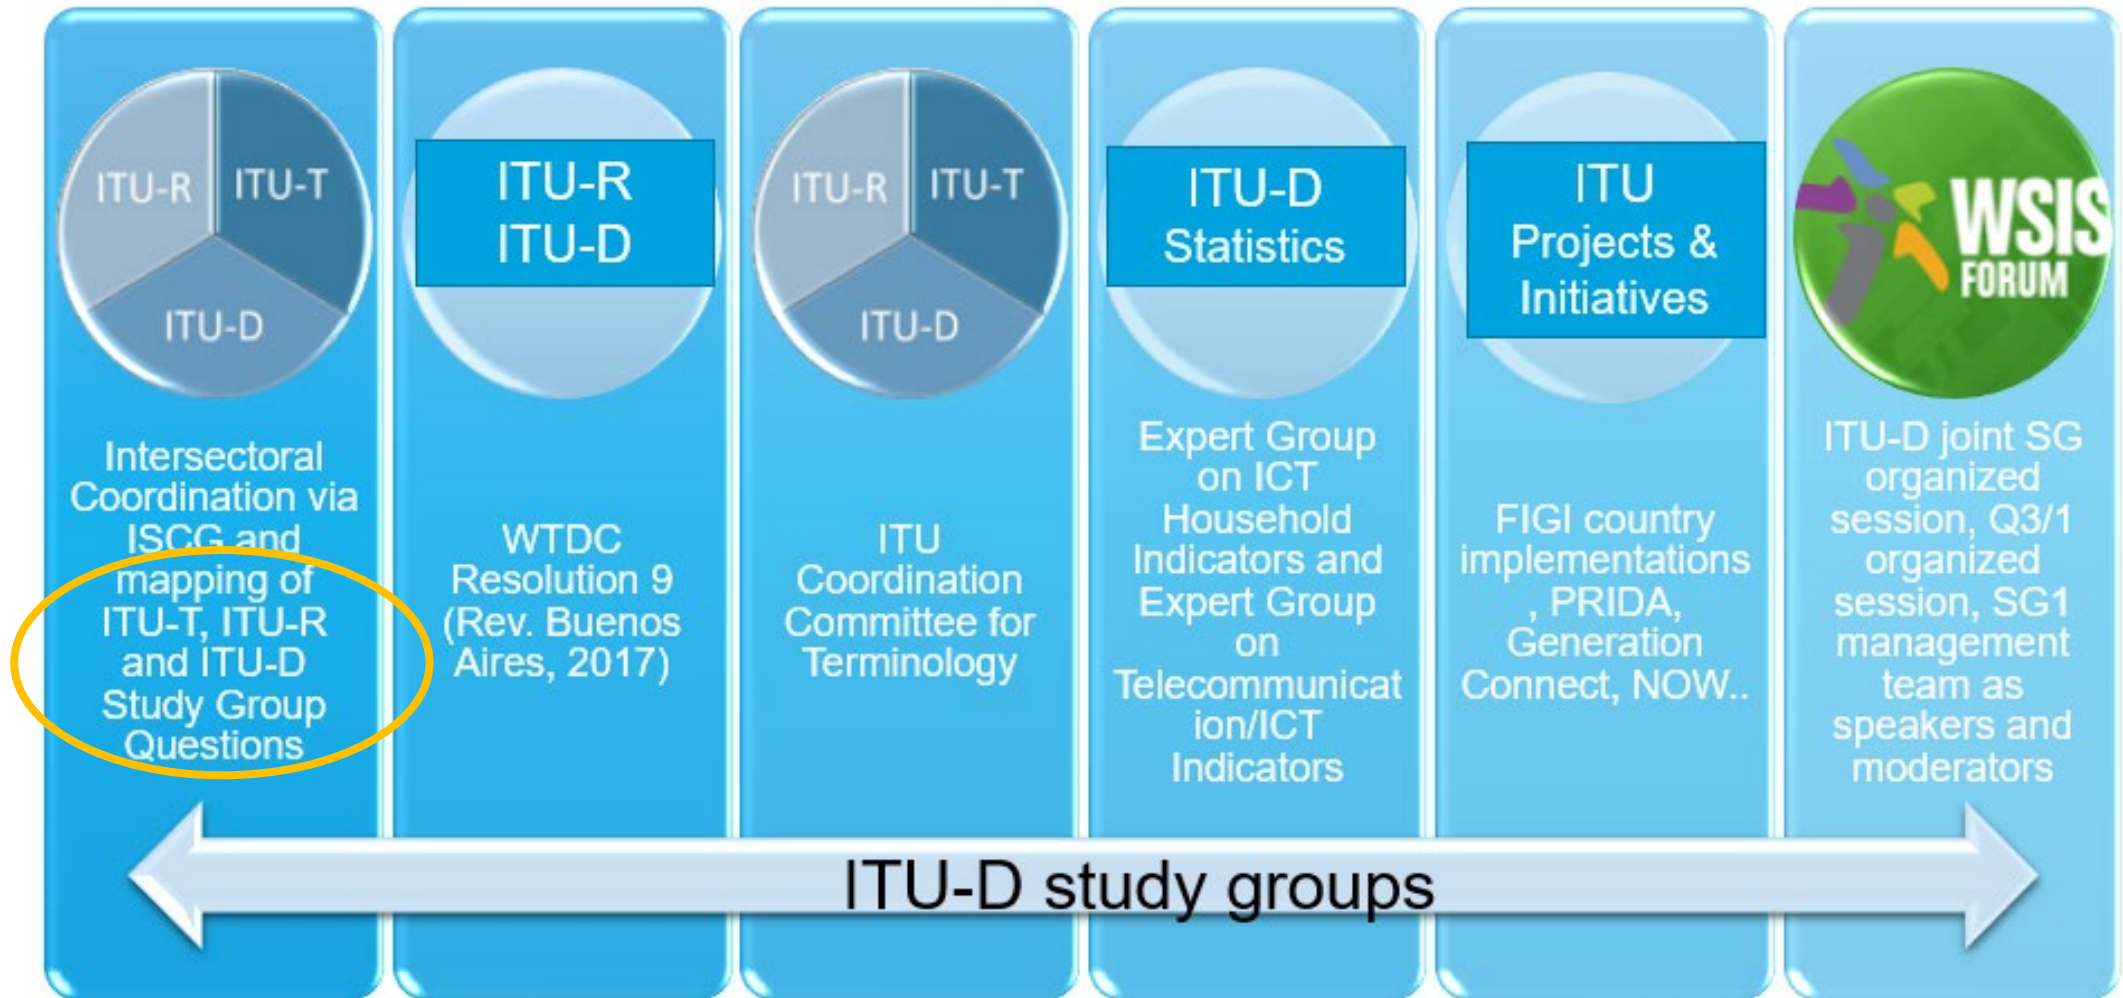 ITU-R
ITU-T
ITU-D
Intersectoral
Coordination via
ISCG and
mapping of
ITU-T, ITU-R
and ITU-D
Study Group
Questions
ITU-R
ITU-D
WTDC
Resolution 9
(Rev. Buenos
Aires, 2017)
ITU-R
ITU-T
ITU-D
ITU
Coordination
Committee for
Terminology
ITU-D
Statistics
Expert Group
on ICT
Household
Indicators and
Expert Group
on
Telecommunicat
ion/ICT
Indicators
ITU
Projects &
Initiatives
FIGI country
implementations
, PRIDA,
Generation
Connect, NOW..
WSIS
FORUM
ITU-D joint SG
organized
session, Q3/1
organized
session, SG1
management
team as
speakers and
moderators
ITU-D study groups